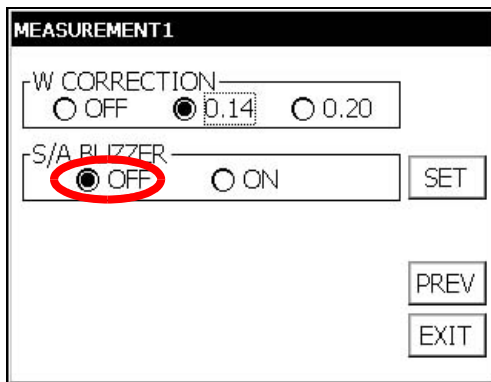 MEASUREMENT1
W CORRECTION
OFF 0.14 0.20
S/A BUZZER
OFF ON
SET
PREV
EXIT